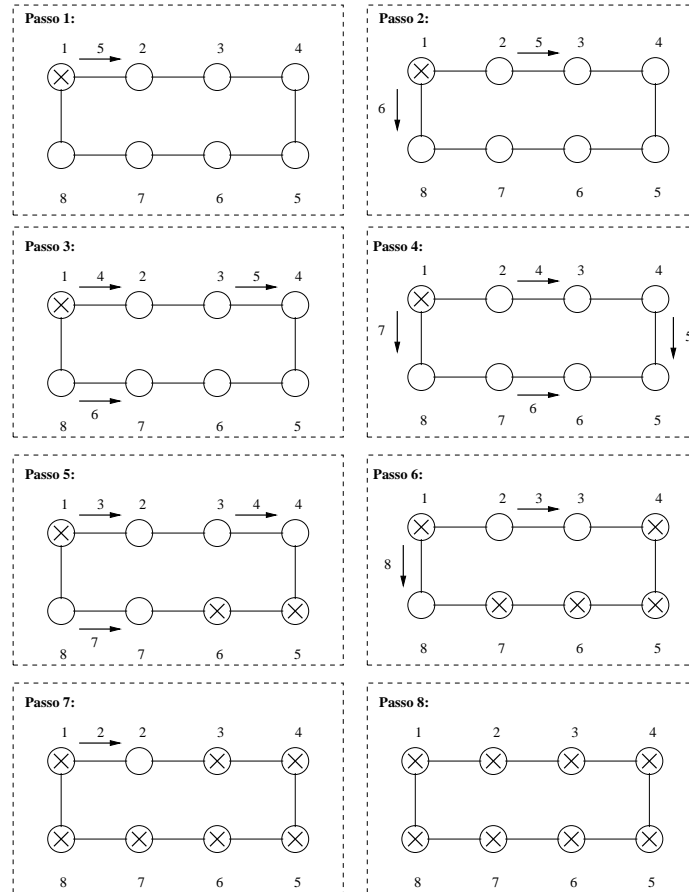 Passo 1:
1 5 2 3 4
8 7 6 5
Passo 2:
1 2 5 3 4
6
8 7 6 5
Passo 3:
1 4 2 3 5 4
6
8 7 6 5
Passo 4:
1 2 4 3 4
7 5
6
8 7 6 5
Passo 5:
1 3 2 3 4 4
7
8 7 6 5
Passo 6:
1 2 3 3 4
8
8 7 6 5
Passo 7:
1 2 2 3 4
8 7 6 5
Passo 8:
1 2 3 4
8 7 6 5